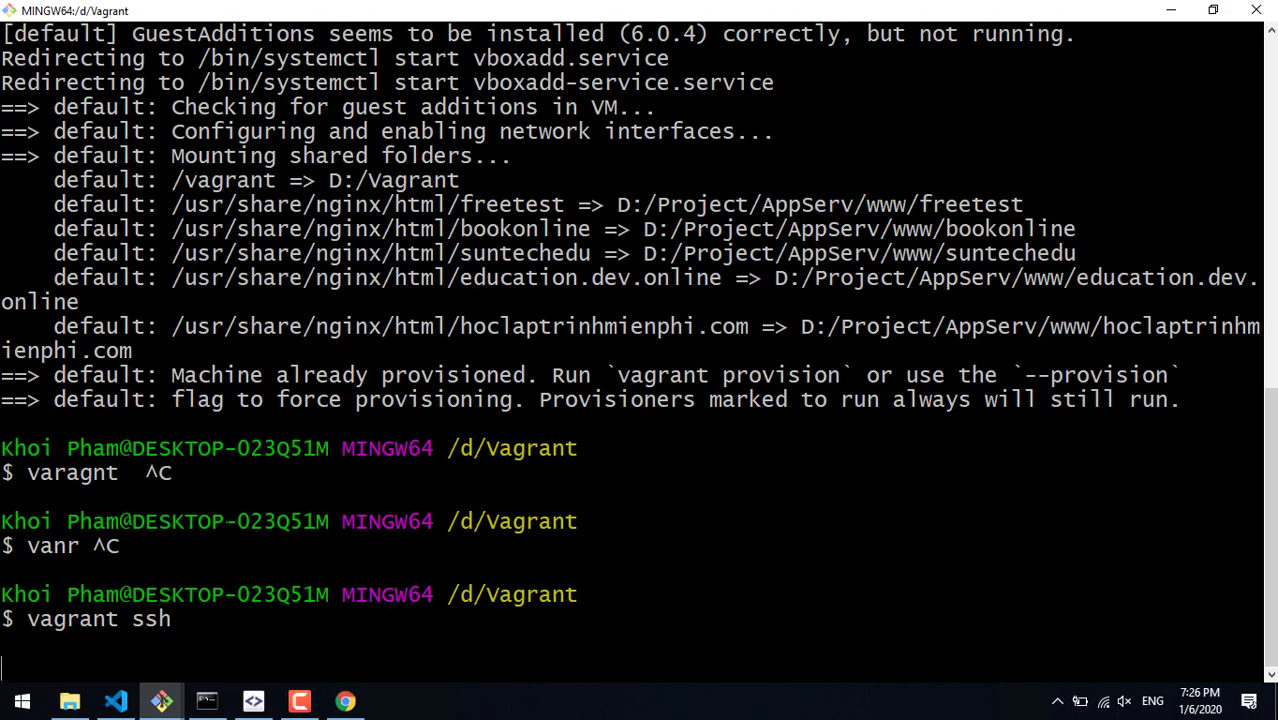 MINGW64:/d/Vagrant
[default] GuestAdditions seems to be installed (6.0.4) correctly, but not running.
Redirecting to /bin/systemctl start vboxadd.service
Redirecting to /bin/systemctl start vboxadd-service.service
==> default: Checking for guest additions in VM...
==> default: Configuring and enabling network interfaces...
==> default: Mounting shared folders...
    default: /vagrant => D:/Vagrant
    default: /usr/share/nginx/html/freetest => D:/Project/AppServ/www/freetest
    default: /usr/share/nginx/html/bookonline => D:/Project/AppServ/www/bookonline
    default: /usr/share/nginx/html/suntechedu => D:/Project/AppServ/www/suntechedu
    default: /usr/share/nginx/html/education.dev.online => D:/Project/AppServ/www/education.dev.
online
    default: /usr/share/nginx/html/hoclaptrinhmienphi.com => D:/Project/AppServ/www/hoclaptrinhm
ienphi.com
==> default: Machine already provisioned. Run `vagrant provision` or use the `--provision`
==> default: flag to force provisioning. Provisioners marked to run always will still run.
Khoi Pham@DESKTOP-O23Q51M MINGW64 /d/Vagrant
$ varagnt  ^C
Khoi Pham@DESKTOP-O23Q51M MINGW64 /d/Vagrant
$ vanr ^C
Khoi Pham@DESKTOP-O23Q51M MINGW64 /d/Vagrant
$ vagrant ssh
ENG
7:26 PM
1/6/2020